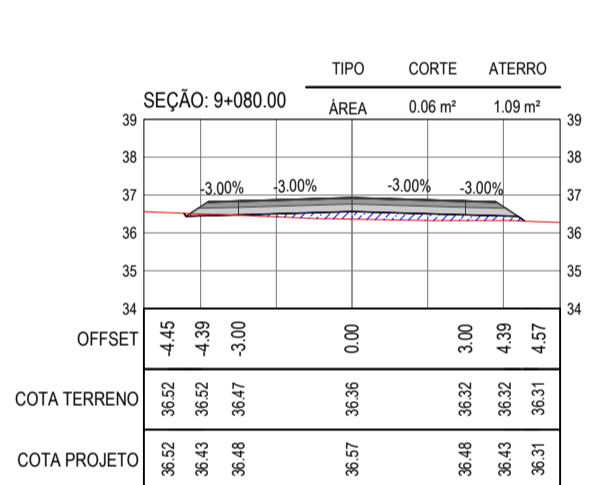 TIPO CORTE ATERRO
SEÇÃO: 9+080.00
ÁREA 0.06 m² 1.09 m²
39 39
38 38
-3.00% -3.00% -3.00% -3.00%
37 37
36 36
35 35
34 34
OFFSET -4.45 -4.39 -3.00 0.00 3.00 4.39 4.57
COTA TERRENO 36.52 36.52 36.47 36.36 36.32 36.32 36.31
COTA PROJETO 36.52 36.43 36.48 36.57 36.48 36.43 36.31